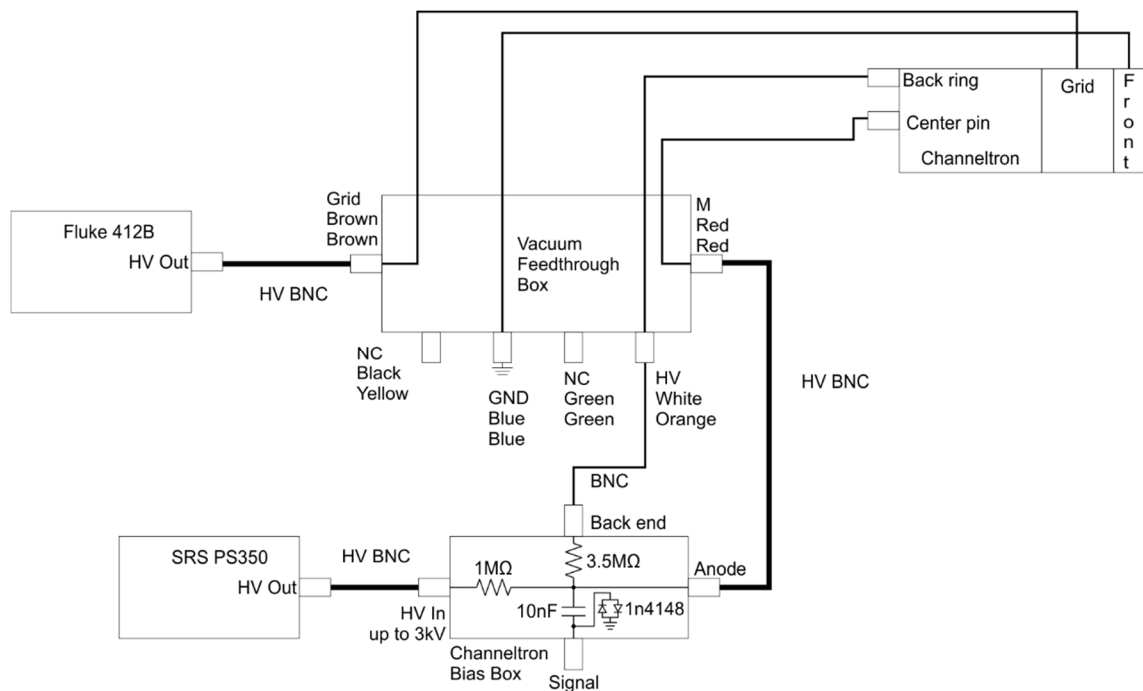 Back ring
Grid
Front
Center pin
Channeltron
Grid
Brown
Brown
M
Red
Red
Fluke 412B
HV Out
Vacuum
Feedthrough
Box
HV BNC
NC
Black
Yellow
GND
Blue
Blue
NC
Green
Green
HV
White
Orange
HV BNC
BNC
Back end
SRS PS350
HV Out
HV BNC
1MΩ
3.5MΩ
Anode
HV In
up to 3kV
10nF
1n4148
Channeltron
Bias Box
Signal